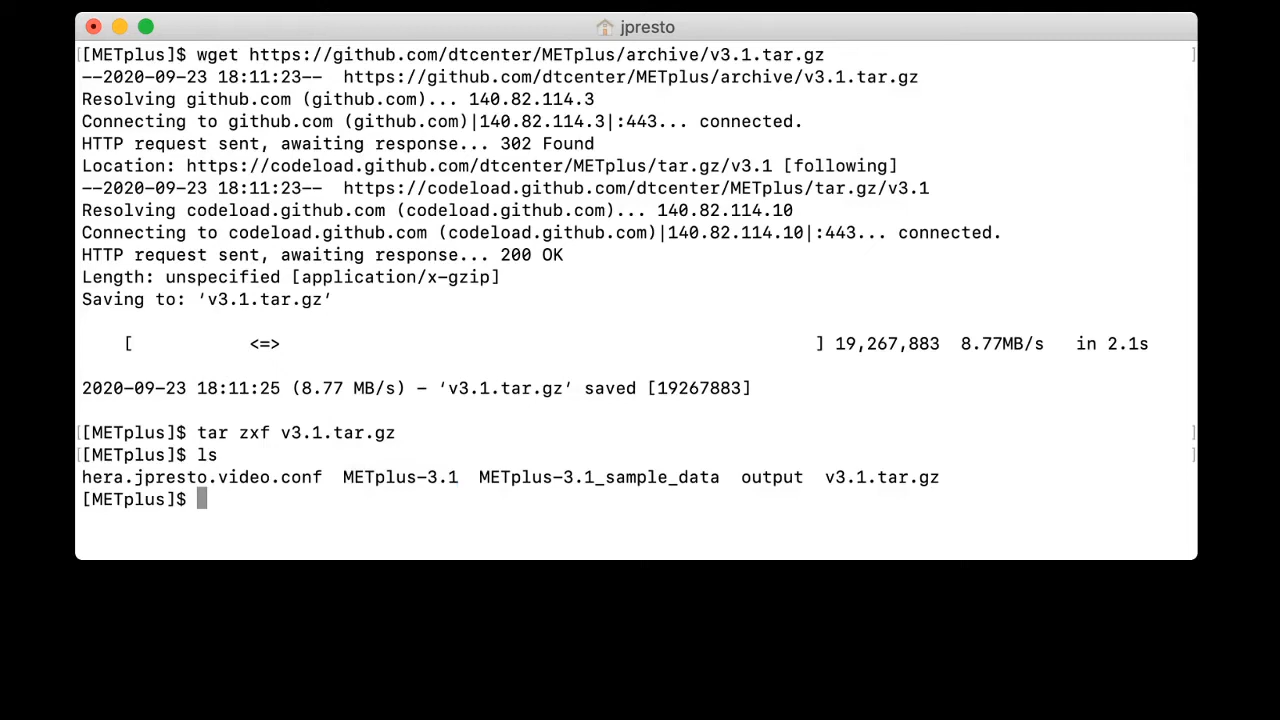 jpresto
[[METplus]$ wget https://github.com/dtcenter/METplus/archive/v3.1.tar.gz ]
--2020-09-23 18:11:23-- https://github.com/dtcenter/METplus/archive/v3.1.tar.gz
Resolving github.com (github.com)... 140.82.114.3
Connecting to github.com (github.com)|140.82.114.3|:443... connected.
HTTP request sent, awaiting response... 302 Found
Location: https://codeload.github.com/dtcenter/METplus/tar.gz/v3.1 [following]
--2020-09-23 18:11:23-- https://codeload.github.com/dtcenter/METplus/tar.gz/v3.1
Resolving codeload.github.com (codeload.github.com)... 140.82.114.10
Connecting to codeload.github.com (codeload.github.com)|140.82.114.10|:443... connected.
HTTP request sent, awaiting response... 200 OK
Length: unspecified [application/x-gzip]
Saving to: ‘v3.1.tar.gz’
[ <=> ] 19,267,883 8.77MB/s in 2.1s
2020-09-23 18:11:25 (8.77 MB/s) - ‘v3.1.tar.gz’ saved [19267883]
[[METplus]$ tar zxf v3.1.tar.gz ]
[[METplus]$ ls ]
hera.jpresto.video.conf METplus-3.1 METplus-3.1_sample_data output v3.1.tar.gz
[METplus]$